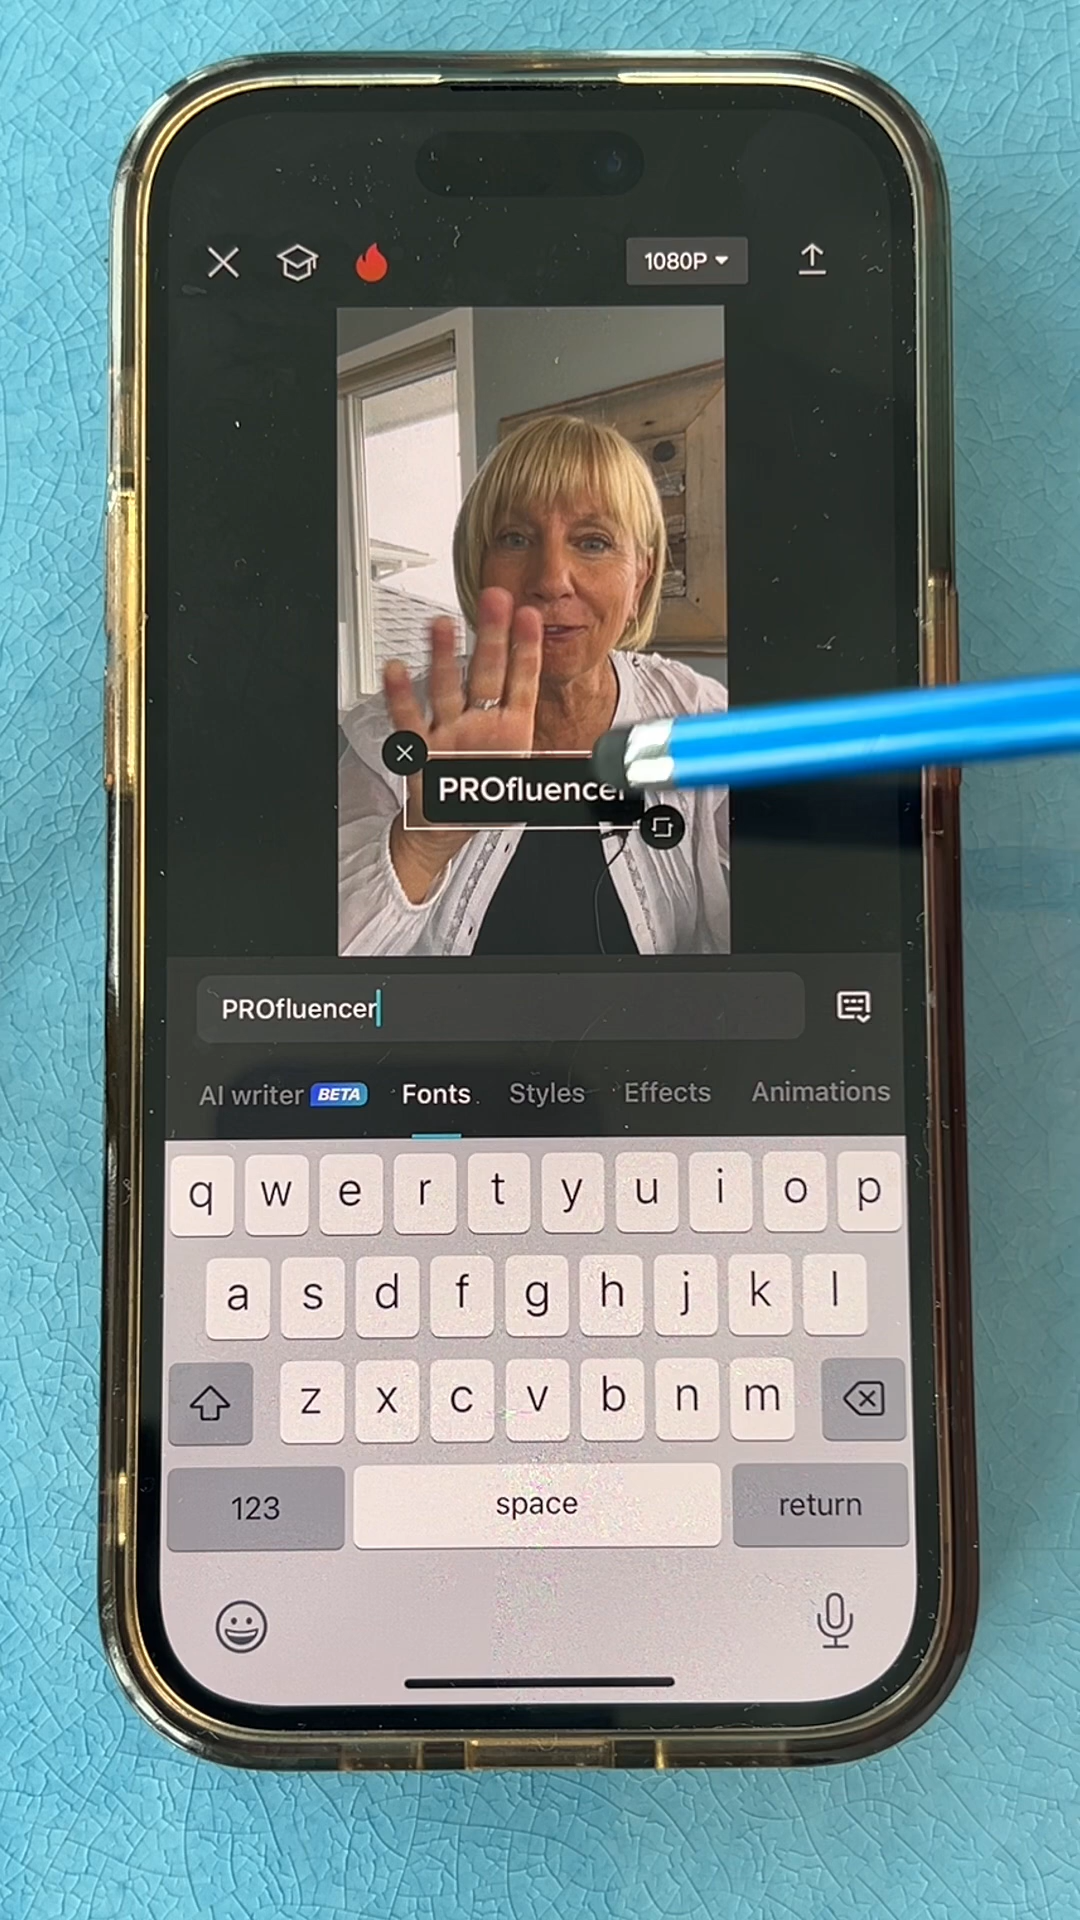 1080P
PROfluencer
PROfluencer
AI writer BETA Fonts Styles Effects Animations
q w e r t y u i o p
a s d f g h j k l
z x c v b n m
123 space return